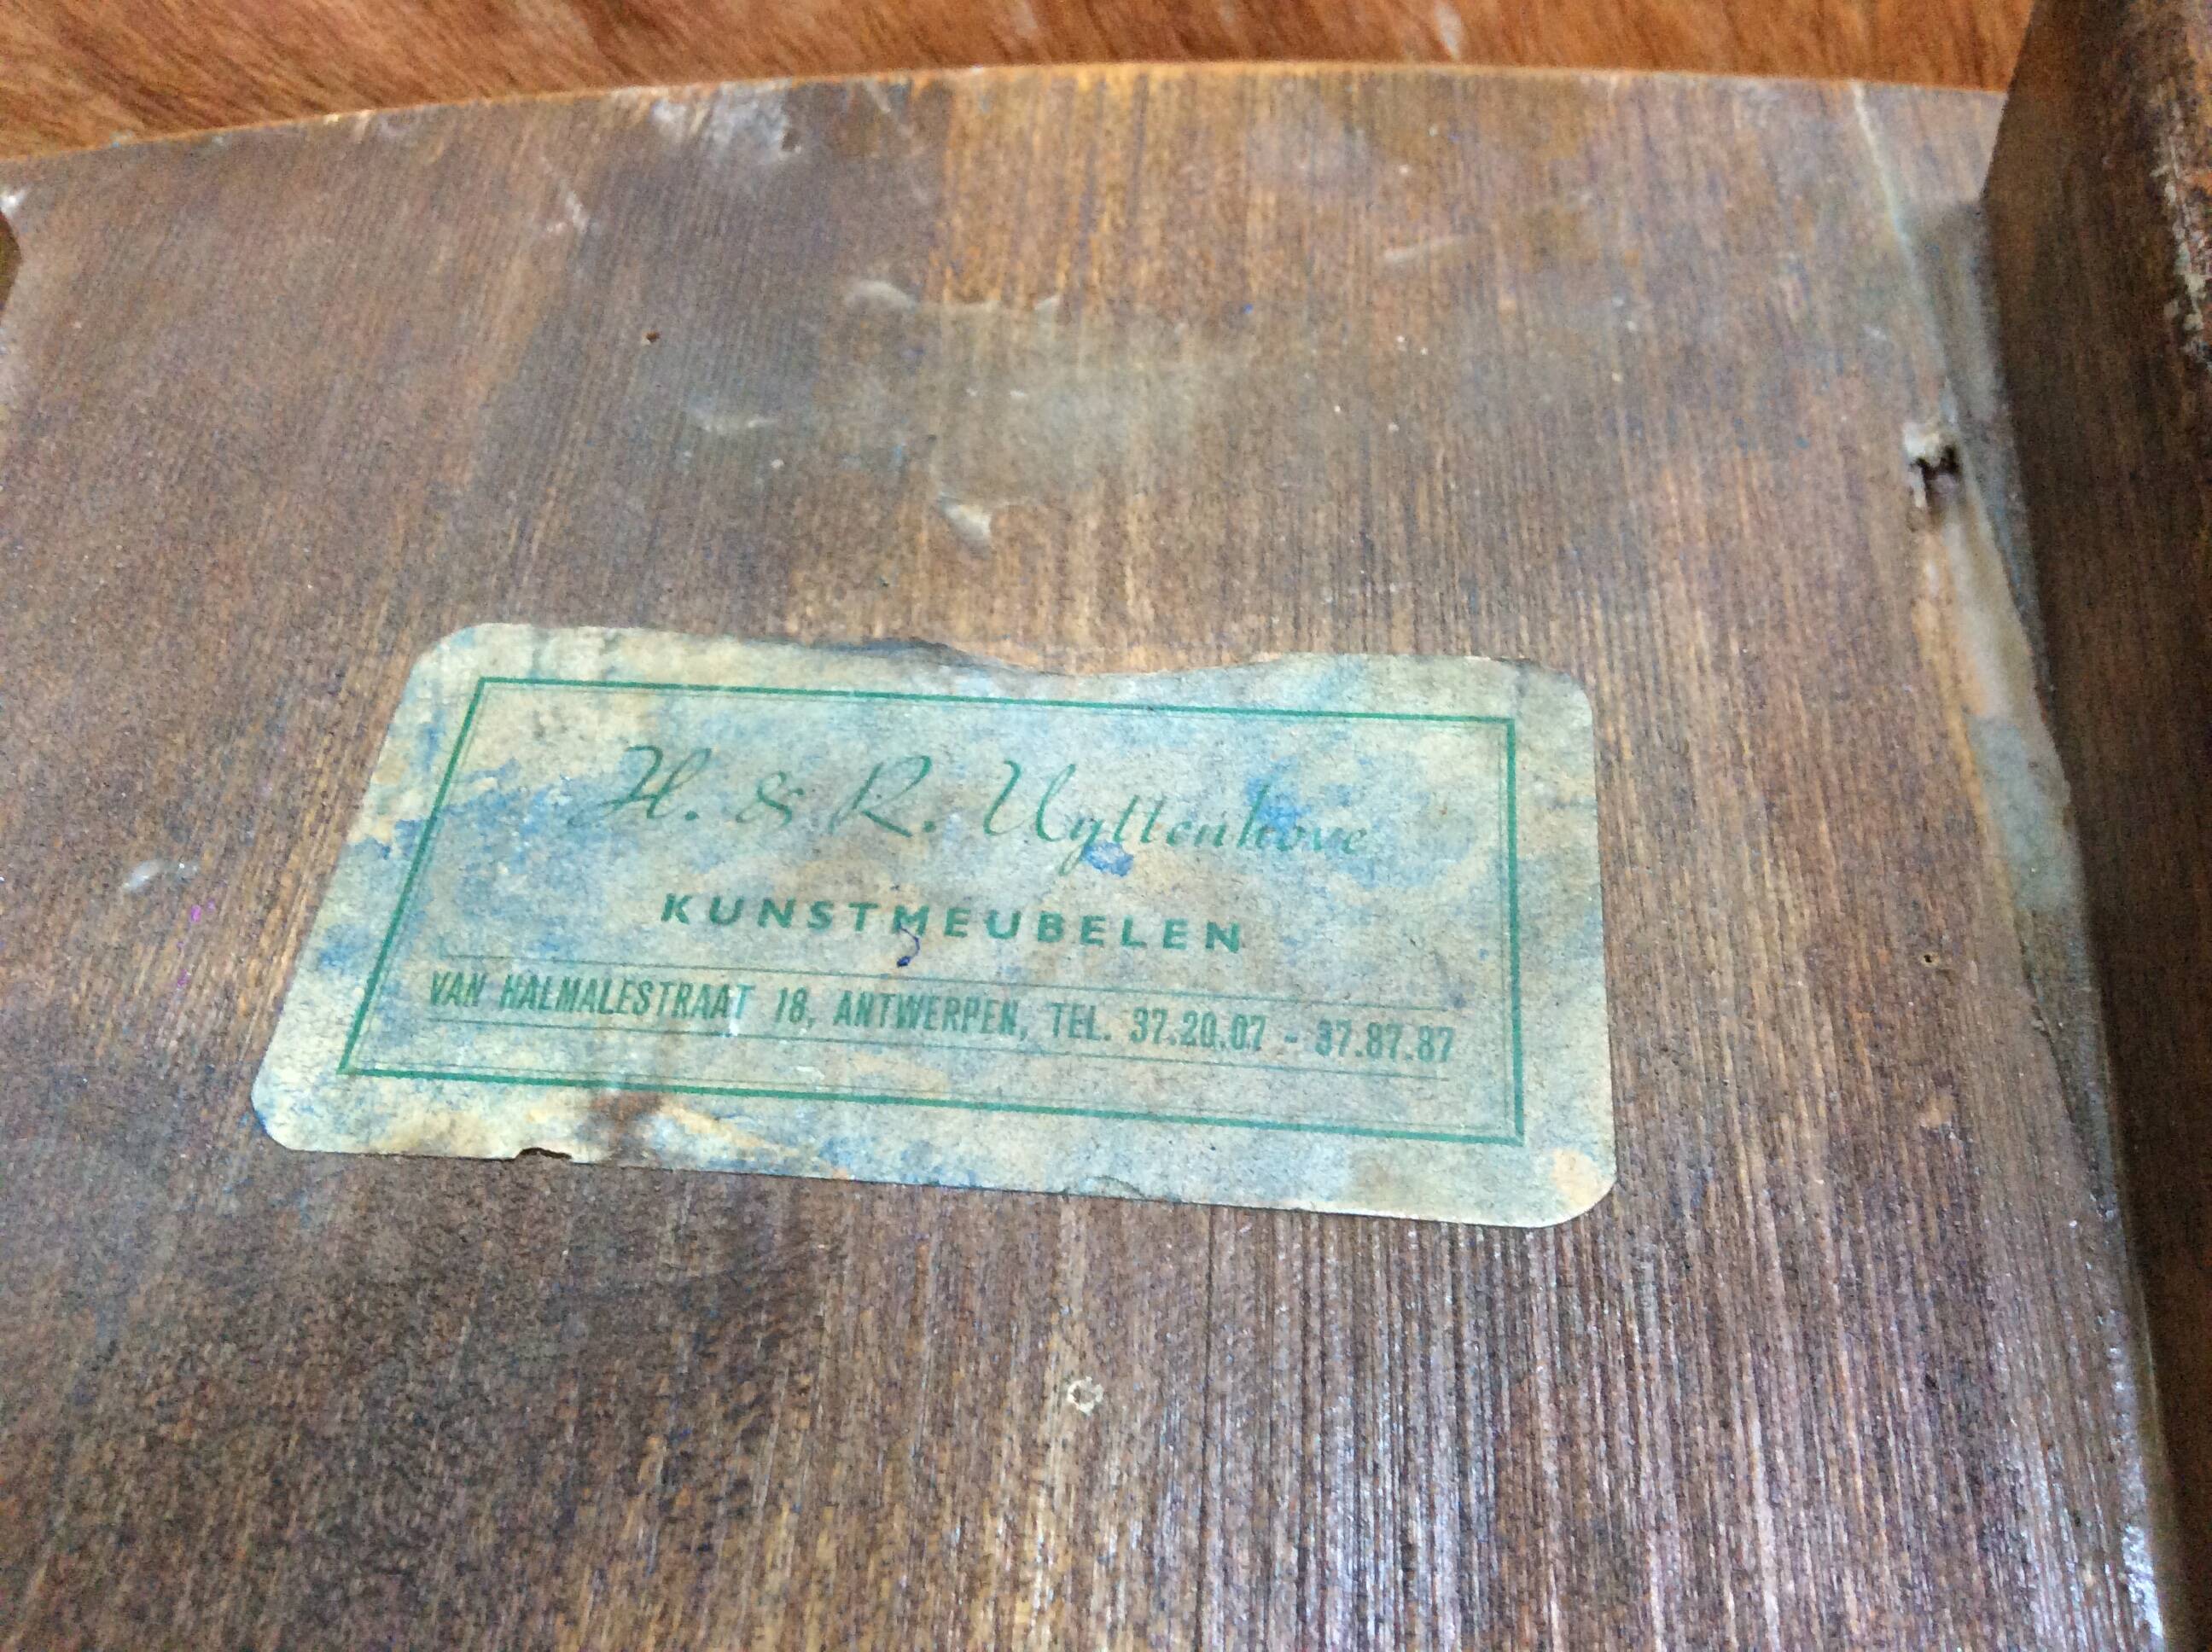 H. & R. Uyttenhove
KUNSTMEUBELEN
VAN HALMALESTRAAT 18, ANTWERPEN, TEL. 37.20.07 - 37.87.87